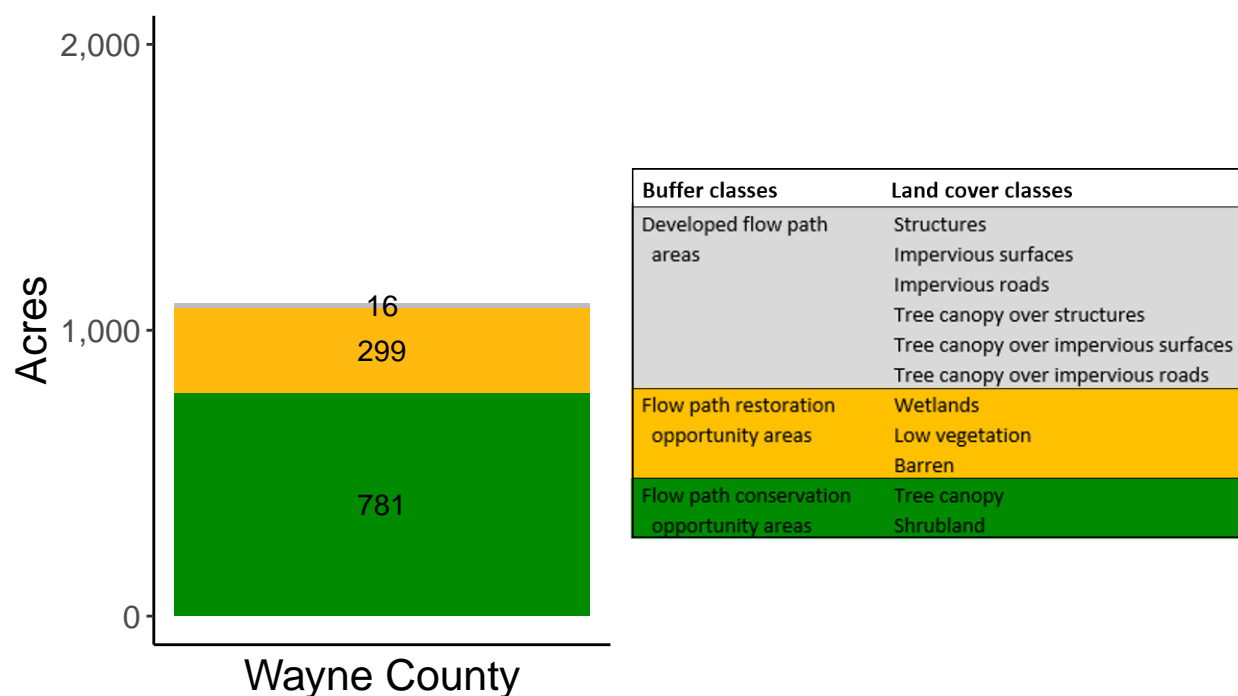 2,000
1,000
0
Acres
16
299
781
Wayne County
Buffer classes Land cover classes
Developed flow path Structures
areas Impervious surfaces
Impervious roads
Tree canopy over structures
Tree canopy over impervious surfaces
Tree canopy over impervious roads
Flow path restoration Wetlands
opportunity areas Low vegetation
Barren
Flow path conservation Tree canopy
opportunity areas Shrubland